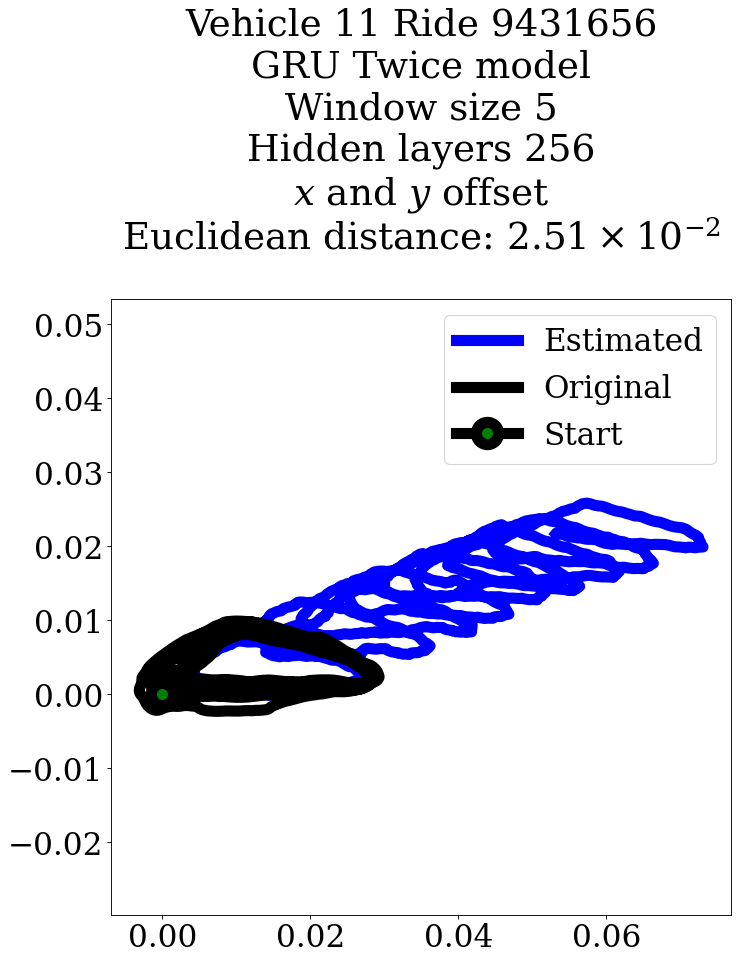 Vehicle 11 Ride 9431656
GRU Twice model
Window size 5
Hidden layers 256
x and y offset
Euclidean distance: 2.51 × 10⁻²
Estimated
Original
Start
0.05
0.04
0.03
0.02
0.01
0.00
−0.01
−0.02
0.00 0.02 0.04 0.06